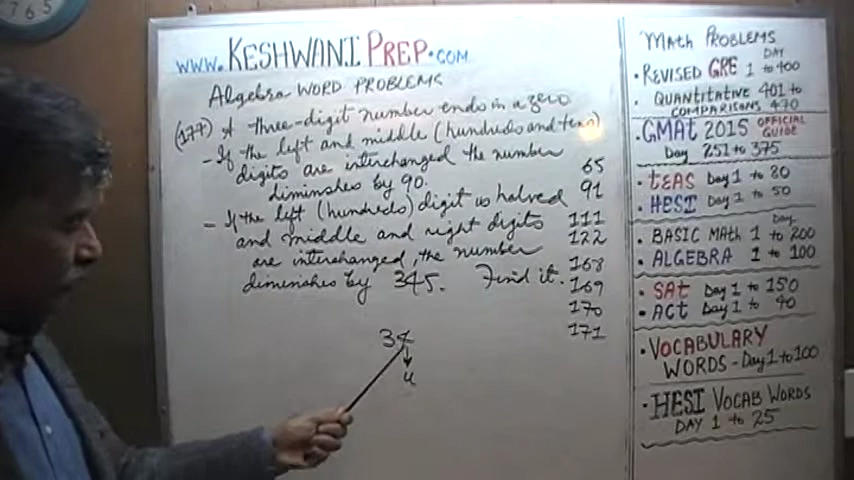 7 6 5
www.KESHWANIPREP.com
Algebra WORD PROBLEMS
(177) A three-digit number ends in a zero
- If the left and middle (hundreds and tens)
digits are interchanged the number
diminshes by 90.
- If the left (hundreds) digit is halved
and middle and right digits
are interchanged, the number
diminishes by 345. Find it.
65
91
111
122
168
169
170
171
34
u
Math PROBLEMS
DAY
• REVISED GRE 1 to 400
• QUANTITATIVE 401 to
COMPARISONS 470
• GMAT 2015 OFFICIAL GUIDE
Day 251 to 375
• TEAS Day 1 to 80
• HESI Day 1 to 50
DAY
• BASIC MATH 1 to 200
• ALGEBRA 1 to 100
• SAT Day 1 to 150
• ACT Day 1 to 90
• VOCABULARY
WORDS - Day 1 to 100
• HESI VOCAB WORDS
DAY 1 to 25